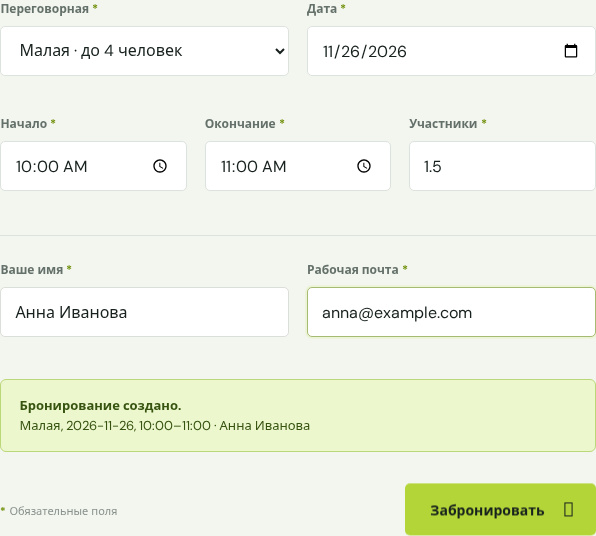 Переговорная * Дата *
Малая · до 4 человек 11/26/2026
Начало * Окончание * Участники *
10:00 AM 11:00 AM 1.5
Ваше имя * Рабочая почта *
Анна Иванова anna@example.com
Бронирование создано.
Малая, 2026-11-26, 10:00–11:00 · Анна Иванова
* Обязательные поля Забронировать